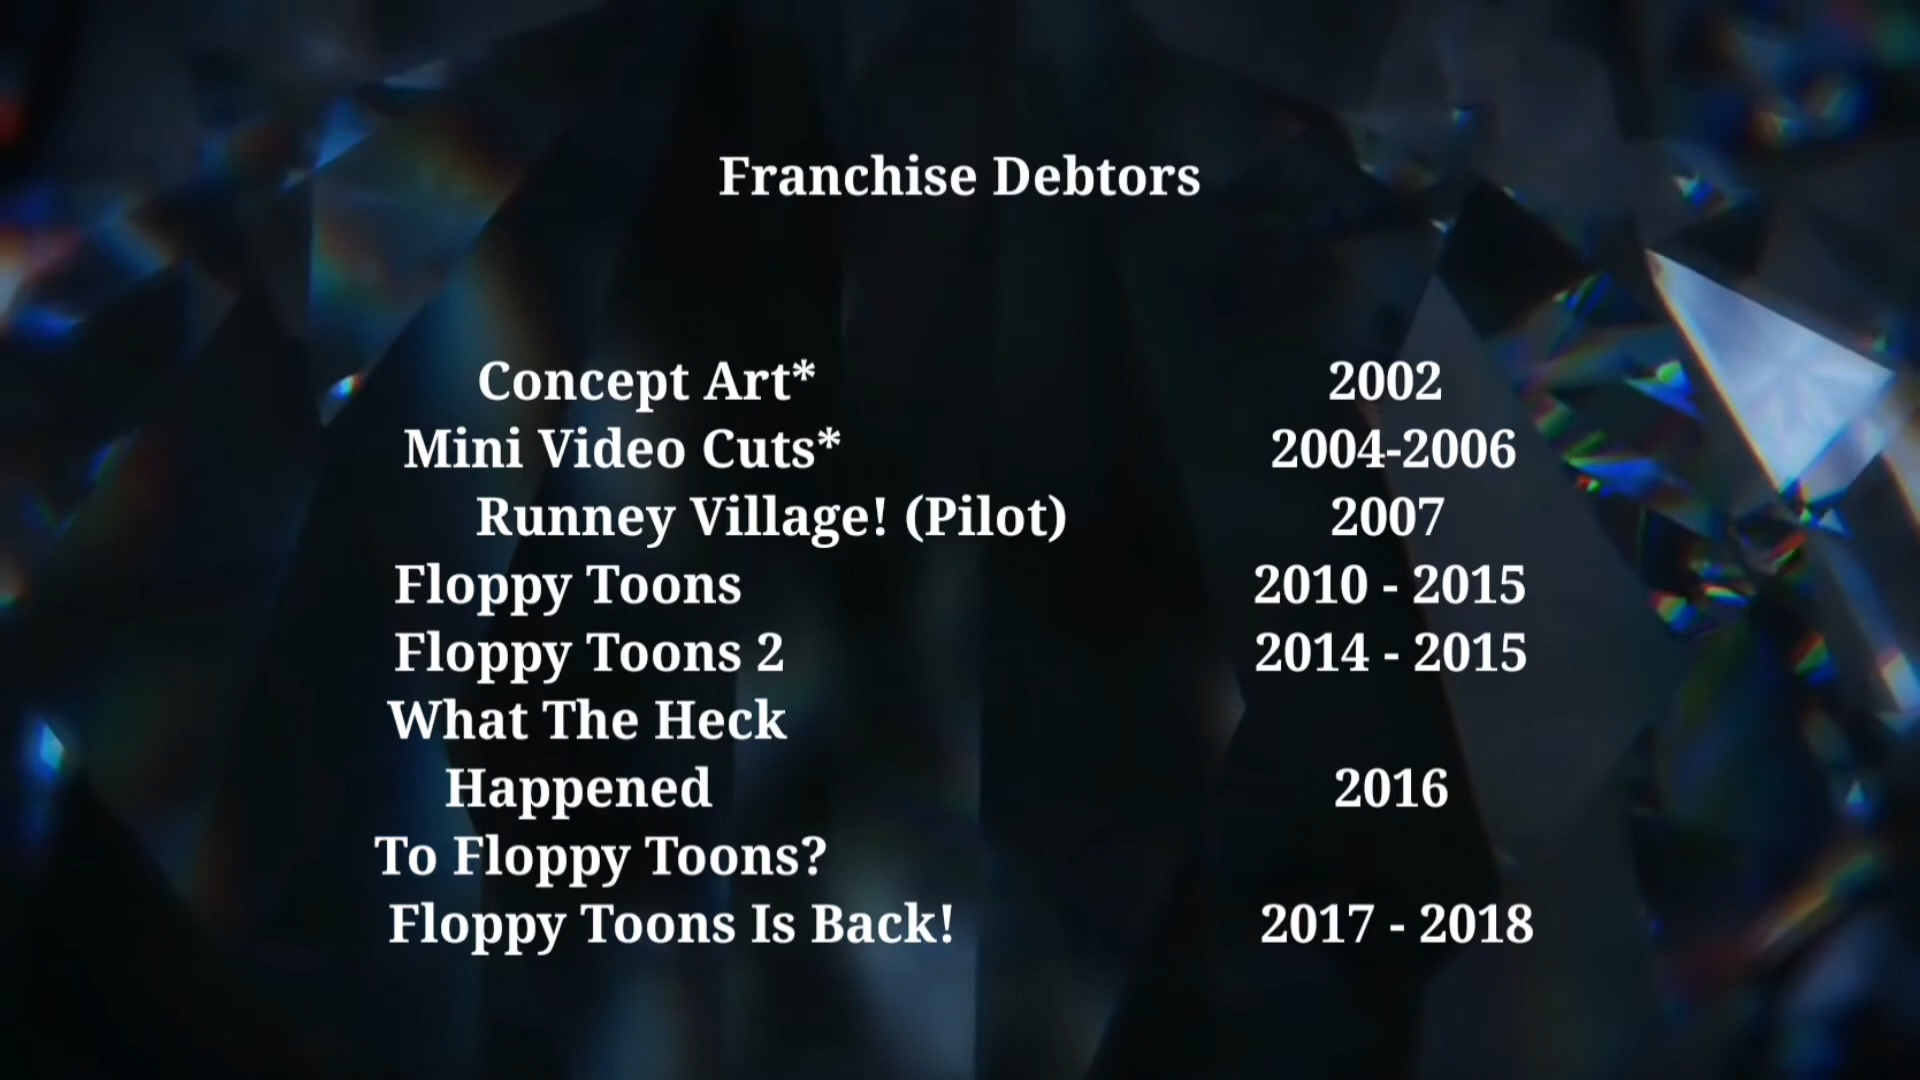 Franchise Debtors
Concept Art* 2002
Mini Video Cuts* 2004-2006
Runney Village! (Pilot) 2007
Floppy Toons 2010 - 2015
Floppy Toons 2 2014 - 2015
What The Heck
Happened 2016
To Floppy Toons?
Floppy Toons Is Back! 2017 - 2018